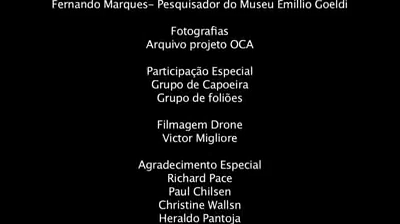 Fernando Marques- Pesquisador do Museu Emillio Goeldi
Fotografias
Arquivo projeto OCA
Participação Especial
Grupo de Capoeira
Grupo de foliões
Filmagem Drone
Victor Migliore
Agradecimento Especial
Richard Pace
Paul Chilsen
Christine Wallsn
Heraldo Pantoja